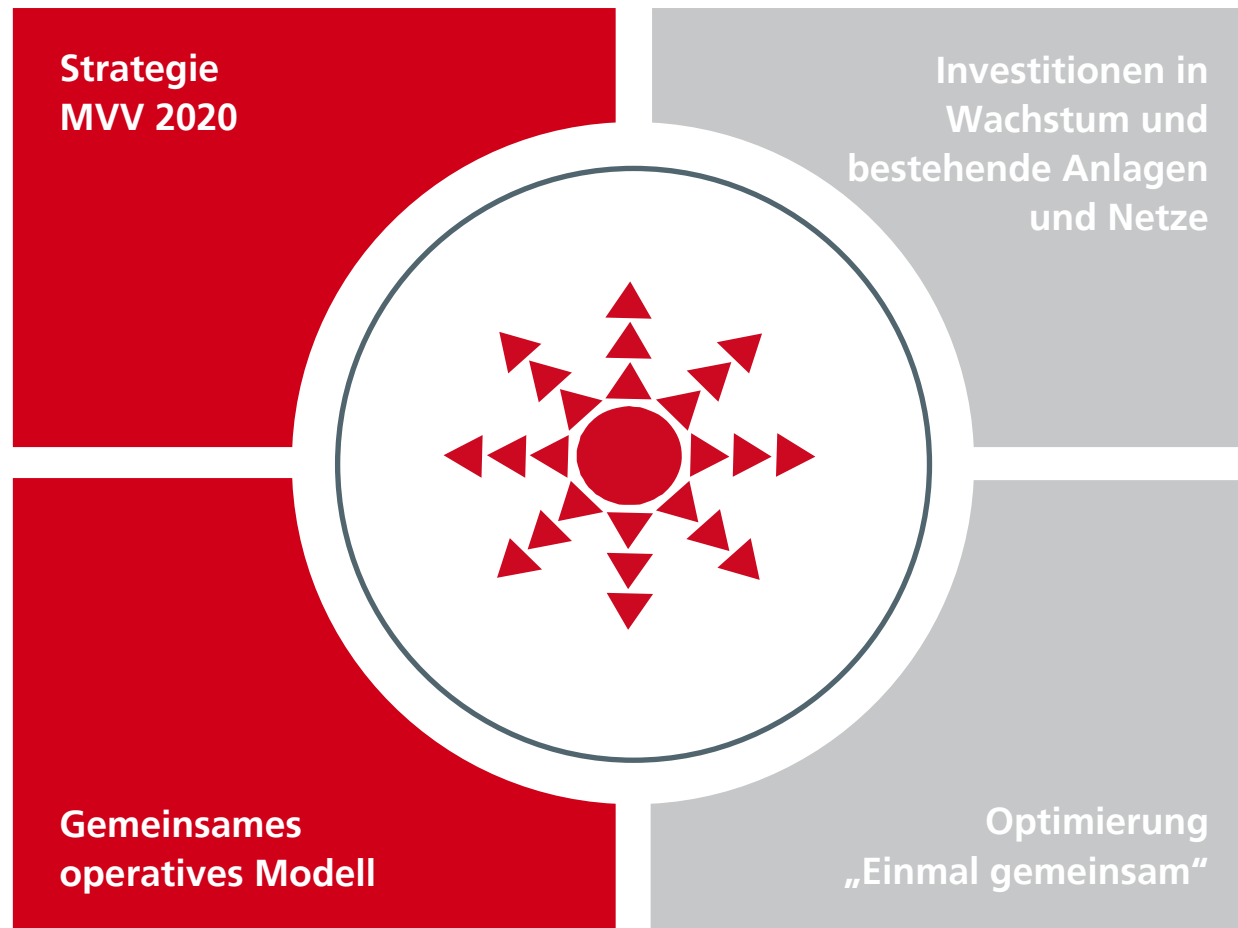 Strategie
MVV 2020
Investitionen in
Wachstum und
bestehende Anlagen
und Netze
Gemeinsames
operatives Modell
Optimierung
„Einmal gemeinsam“